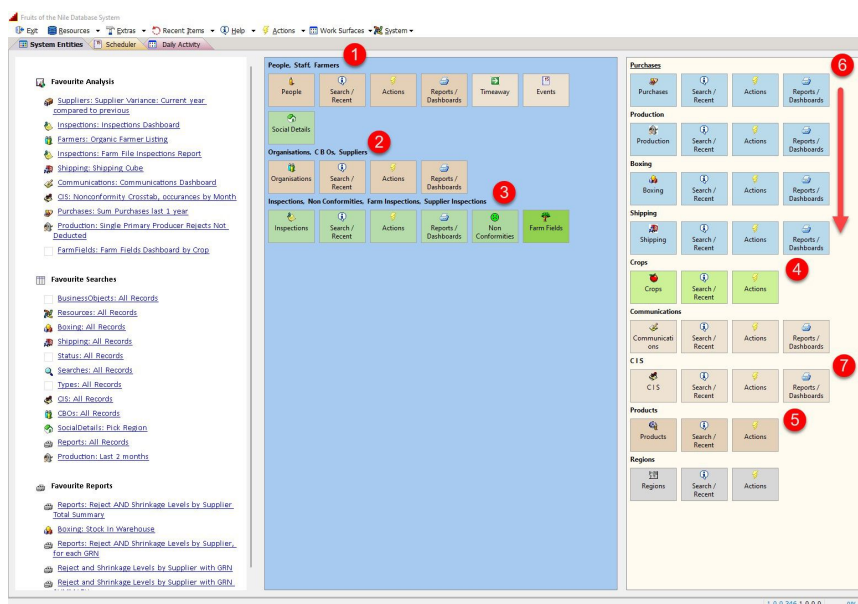 Fruits of the Nile Database System
Exit Resources Extras Recent Items Help Actions Work Surfaces System
System Entities Scheduler Daily Activity
Favourite Analysis
Suppliers: Supplier Variance: Current year
compared to previous
Inspections: Inspections Dashboard
Farmers: Organic Farmer Listing
Inspections: Farm File Inspections Report
Shipping: Shipping Cube
Communications: Communications Dashboard
CIS: Nonconformity Crosstab, occurances by Month
Purchases: Sum Purchases last 1 year
Production: Single Primary Producer Rejects Not
Deducted
FarmFields: Farm Fields Dashboard by Crop
Favourite Searches
BusinessObjects: All Records
Resources: All Records
Boxing: All Records
Shipping: All Records
Status: All Records
Searches: All Records
Types: All Records
CIS: All Records
CBOs: All Records
SocialDetails: Pick Region
Reports: All Records
Production: Last 2 months
Favourite Reports
Reports: Reject AND Shrinkage Levels by Supplier
Total Summary
Boxing: Stock In Warehouse
Reports: Reject AND Shrinkage Levels by Supplier,
for each GRN
Reject and Shrinkage Levels by Supplier with GRN
Reject and Shrinkage Levels by Supplier with GRN
People, Staff, Farmers
1
People
Search /
Recent
Actions
Reports /
Dashboards
Timeaway
Events
Social Details
2
Organisations, C B Os, Suppliers
Organisations
Search /
Recent
Actions
Reports /
Dashboards
3
Inspections, Non Conformities, Farm Inspections, Supplier Inspections
Inspections
Search /
Recent
Actions
Reports /
Dashboards
Non
Conformities
Farm Fields
Purchases
6
Purchases
Search /
Recent
Actions
Reports /
Dashboards
Production
Production
Search /
Recent
Actions
Reports /
Dashboards
Boxing
Boxing
Search /
Recent
Actions
Reports /
Dashboards
Shipping
Shipping
Search /
Recent
Actions
Reports /
Dashboards
Crops
4
Crops
Search /
Recent
Actions
Communications
Communicati
ons
Search /
Recent
Actions
Reports /
Dashboards
C I S
7
C I S
Search /
Recent
Actions
Reports /
Dashboards
Products
5
Products
Search /
Recent
Actions
Regions
Regions
Search /
Recent
Actions